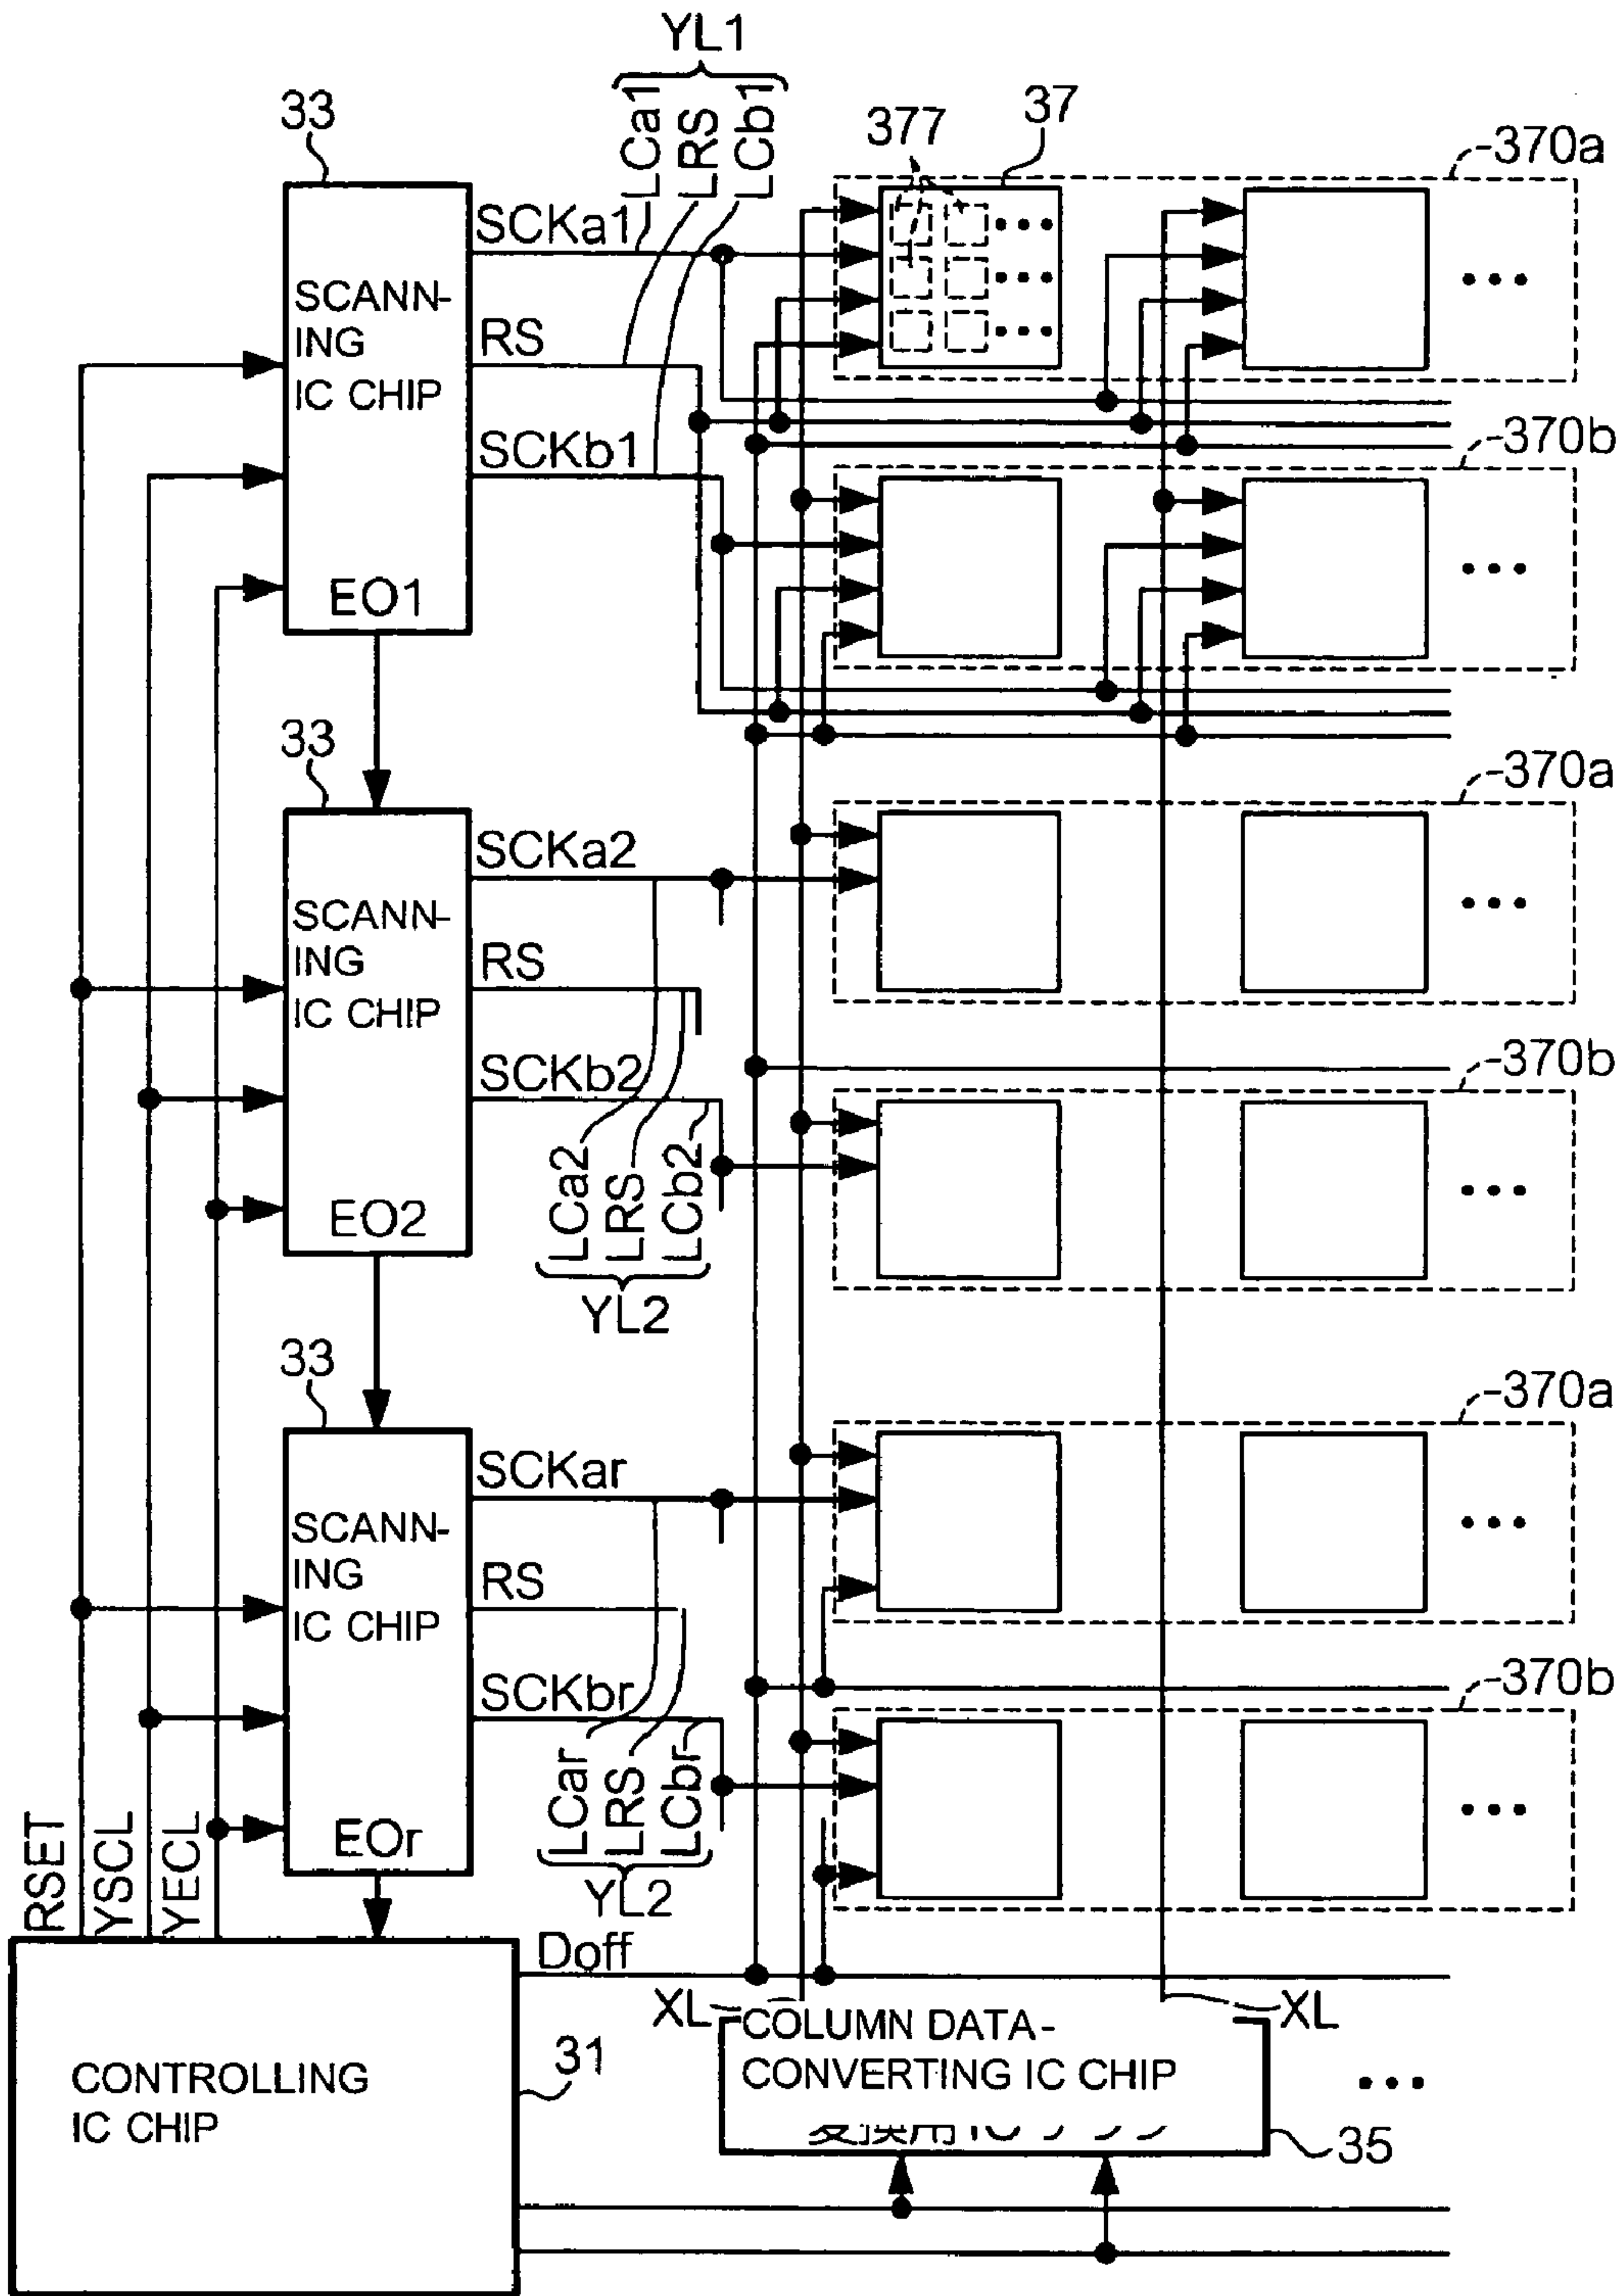 YL1
LCa1
LRS
LCb1
33
377
37
370a
SCKa1
SCANN-
ING
IC CHIP
RS
370b
SCKb1
EO1
33
370a
SCKa2
SCANN-
ING
IC CHIP
RS
370b
SCKb2
LCa2
LRS
LCb2
EO2
YL2
33
370a
SCKar
SCANN-
ING
IC CHIP
RS
370b
SCKbr
LCar
LRS
LCbr
EOr
YL2
RSET
YSCL
YECL
Doff
XL
XL
COLUMN DATA-
CONVERTING IC CHIP
35
CONTROLLING
IC CHIP
31